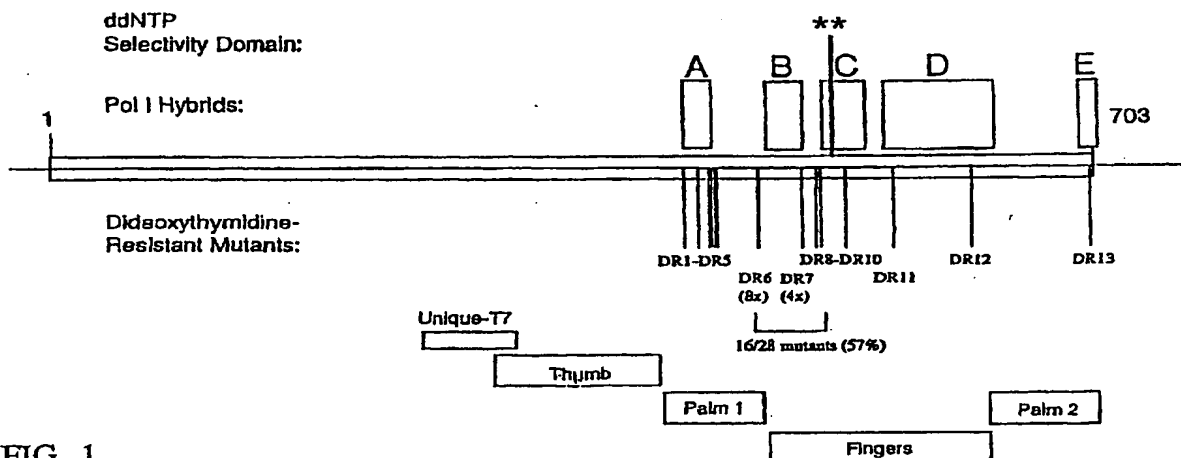 ddNTP
Selectivity Domain:
**
A B C D E
Pol I Hybrids:
1
703
Dideoxythymidine-
Resistant Mutants:
DR1-DR5
DR6
(8x)
DR7
(4x)
DR8-DR10
DR11
DR12
DR13
16/28 mutants (57%)
Unique-T7
Thumb
Palm 1
Palm 2
Fingers
FIG. 1